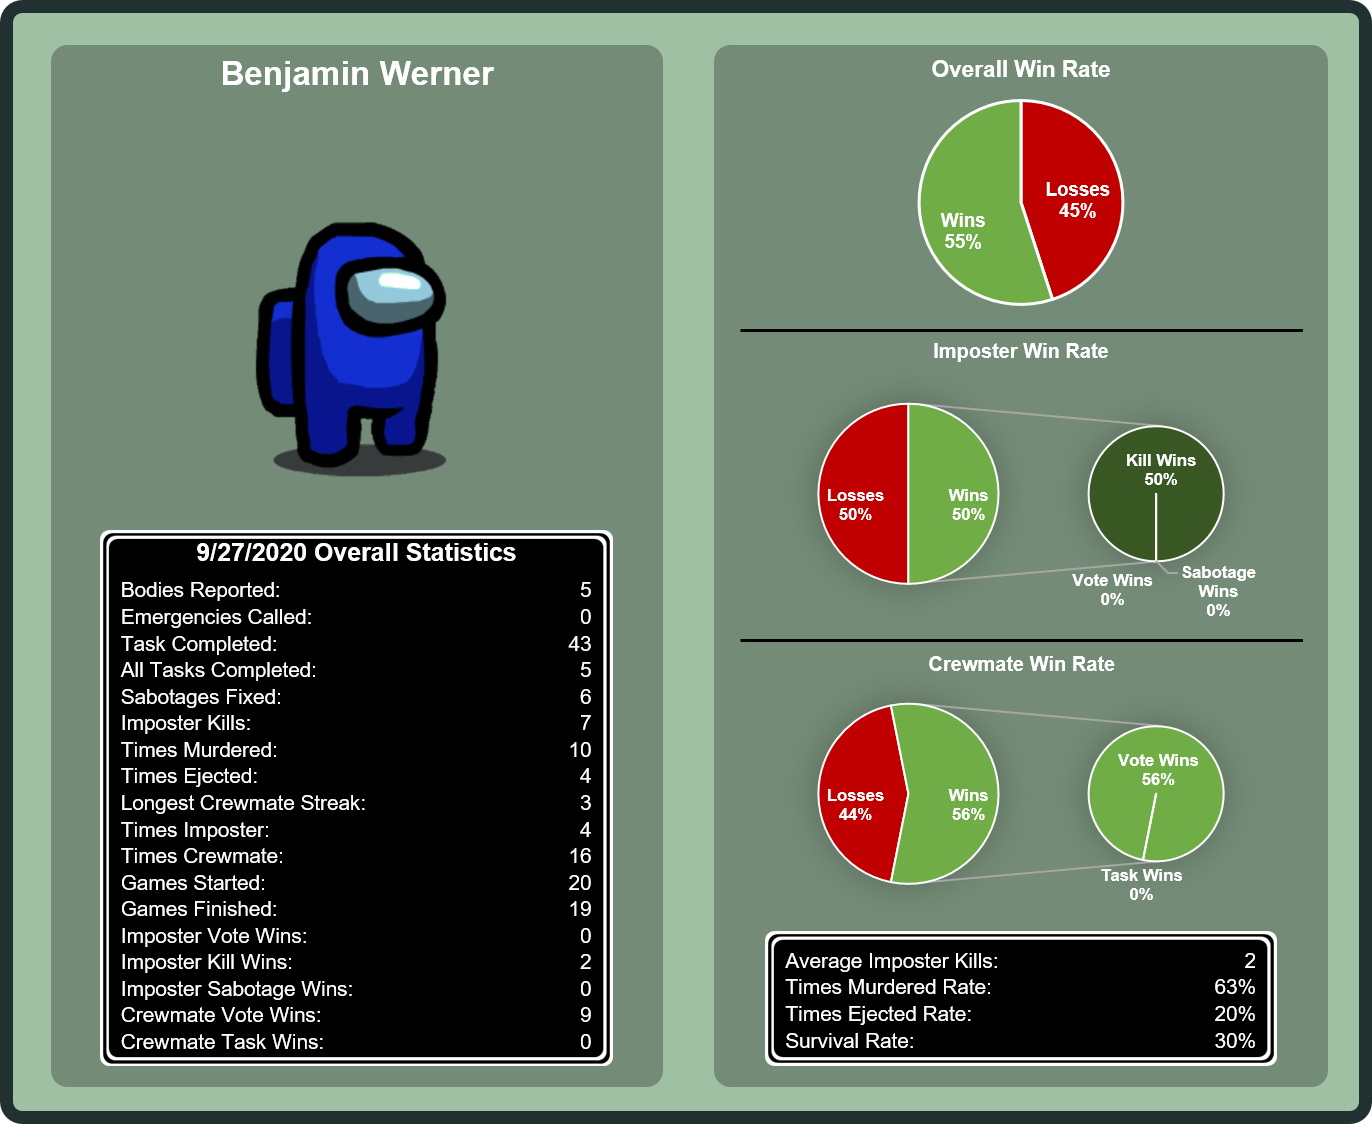 Benjamin Werner
9/27/2020 Overall Statistics
Bodies Reported: 5
Emergencies Called: 0
Task Completed: 43
All Tasks Completed: 5
Sabotages Fixed: 6
Imposter Kills: 7
Times Murdered: 10
Times Ejected: 4
Longest Crewmate Streak: 3
Times Imposter: 4
Times Crewmate: 16
Games Started: 20
Games Finished: 19
Imposter Vote Wins: 0
Imposter Kill Wins: 2
Imposter Sabotage Wins: 0
Crewmate Vote Wins: 9
Crewmate Task Wins: 0
Overall Win Rate
Losses
45%
Wins
55%
Imposter Win Rate
Losses
50%
Wins
50%
Kill Wins
50%
Vote Wins
0%
Sabotage
Wins
0%
Crewmate Win Rate
Losses
44%
Wins
56%
Vote Wins
56%
Task Wins
0%
Average Imposter Kills: 2
Times Murdered Rate: 63%
Times Ejected Rate: 20%
Survival Rate: 30%